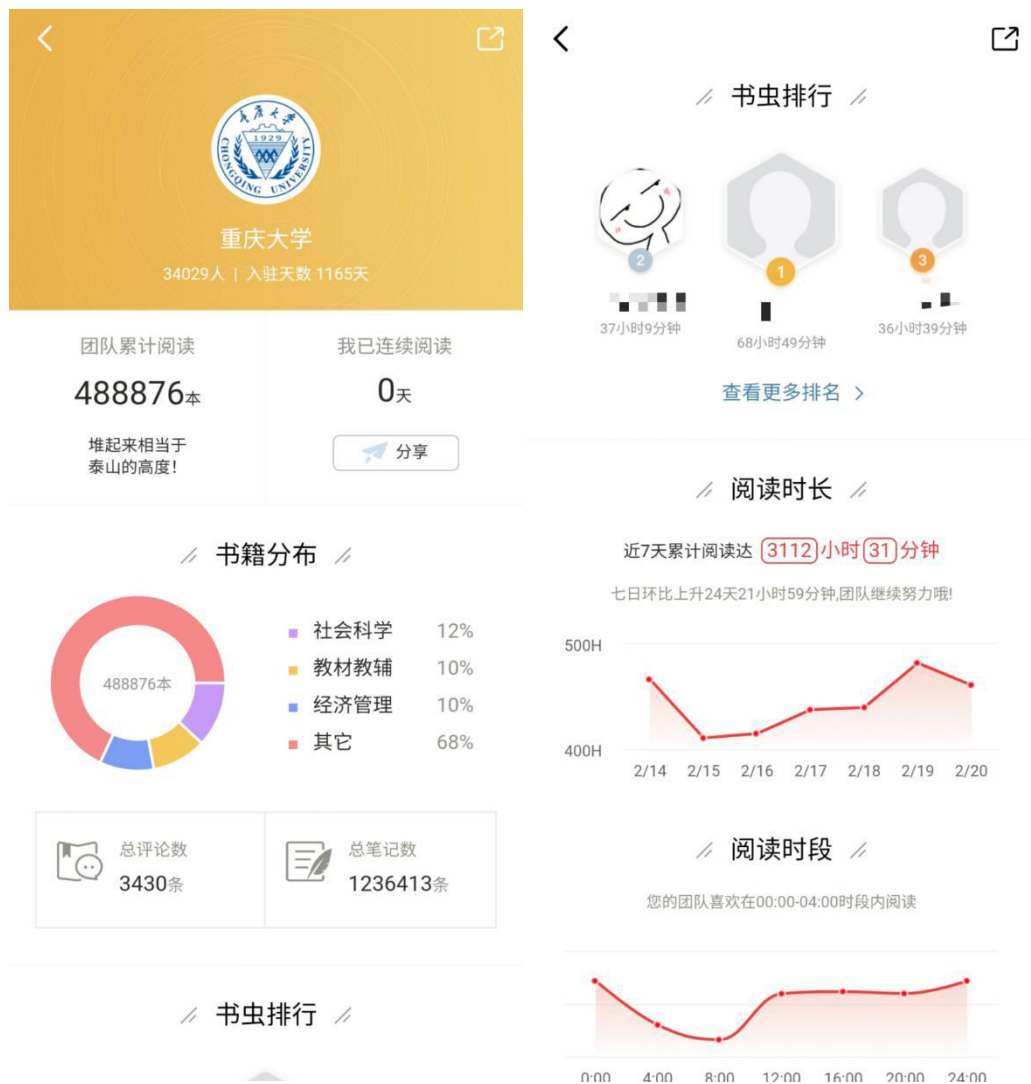 重庆大学
1929
CHONGQING UNIVERSITY
重庆大学
34029人 | 入驻天数 1165天
团队累计阅读
488876本
堆起来相当于
泰山的高度!
我已连续阅读
0天
分享
书籍分布
488876本
社会科学 12%
教材教辅 10%
经济管理 10%
其它 68%
总评论数
3430条
总笔记数
1236413条
书虫排行
书虫排行
2
1
3
37小时9分钟
68小时49分钟
36小时39分钟
查看更多排名
阅读时长
近7天累计阅读达 3112小时31分钟
七日环比上升24天21小时59分钟,团队继续努力哦!
500H
400H
2/14 2/15 2/16 2/17 2/18 2/19 2/20
阅读时段
您的团队喜欢在00:00-04:00时段内阅读
0:00 4:00 8:00 12:00 16:00 20:00 24:00